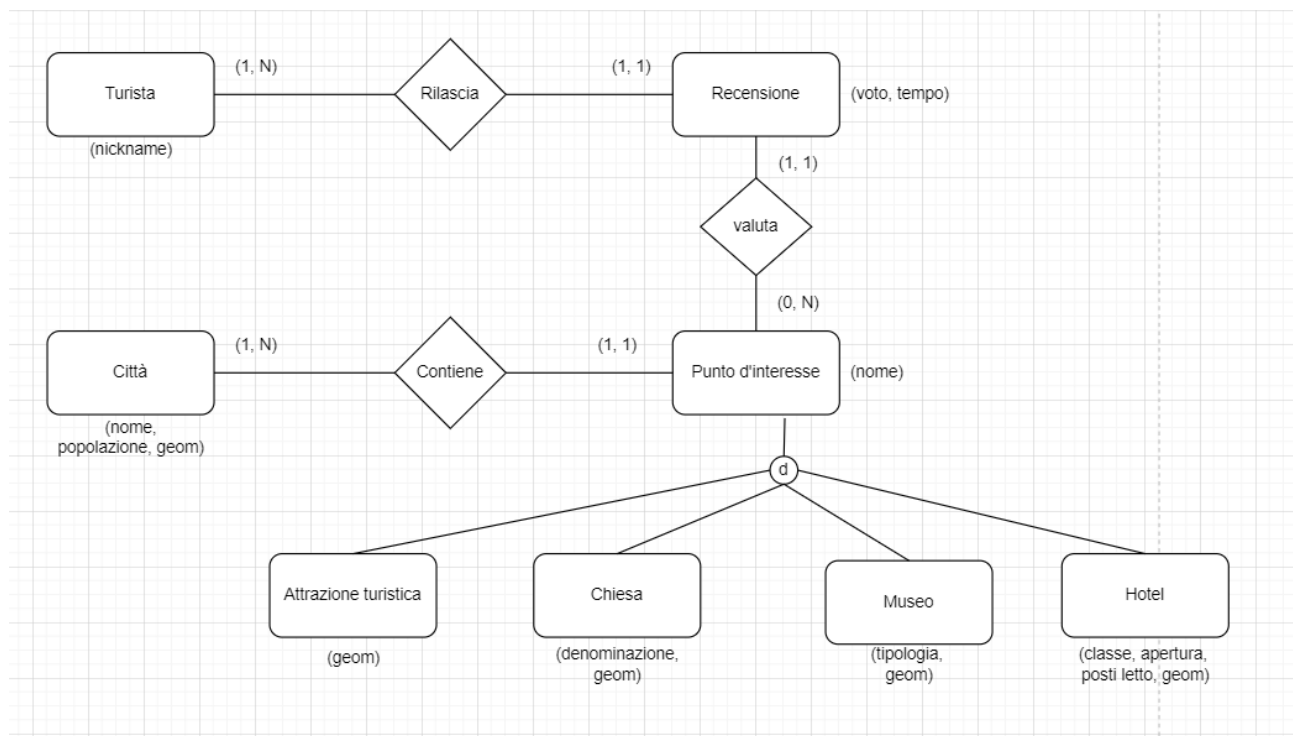 (1, N)
(1, 1)
Turista
Rilascia
Recensione
(voto, tempo)
(nickname)
(1, 1)
valuta
(0, N)
(1, N)
(1, 1)
Città
Contiene
Punto d'interesse
(nome)
(nome,
popolazione, geom)
d
Attrazione turistica
Chiesa
Museo
Hotel
(geom)
(denominazione,
geom)
(tipologia,
geom)
(classe, apertura,
posti letto, geom)